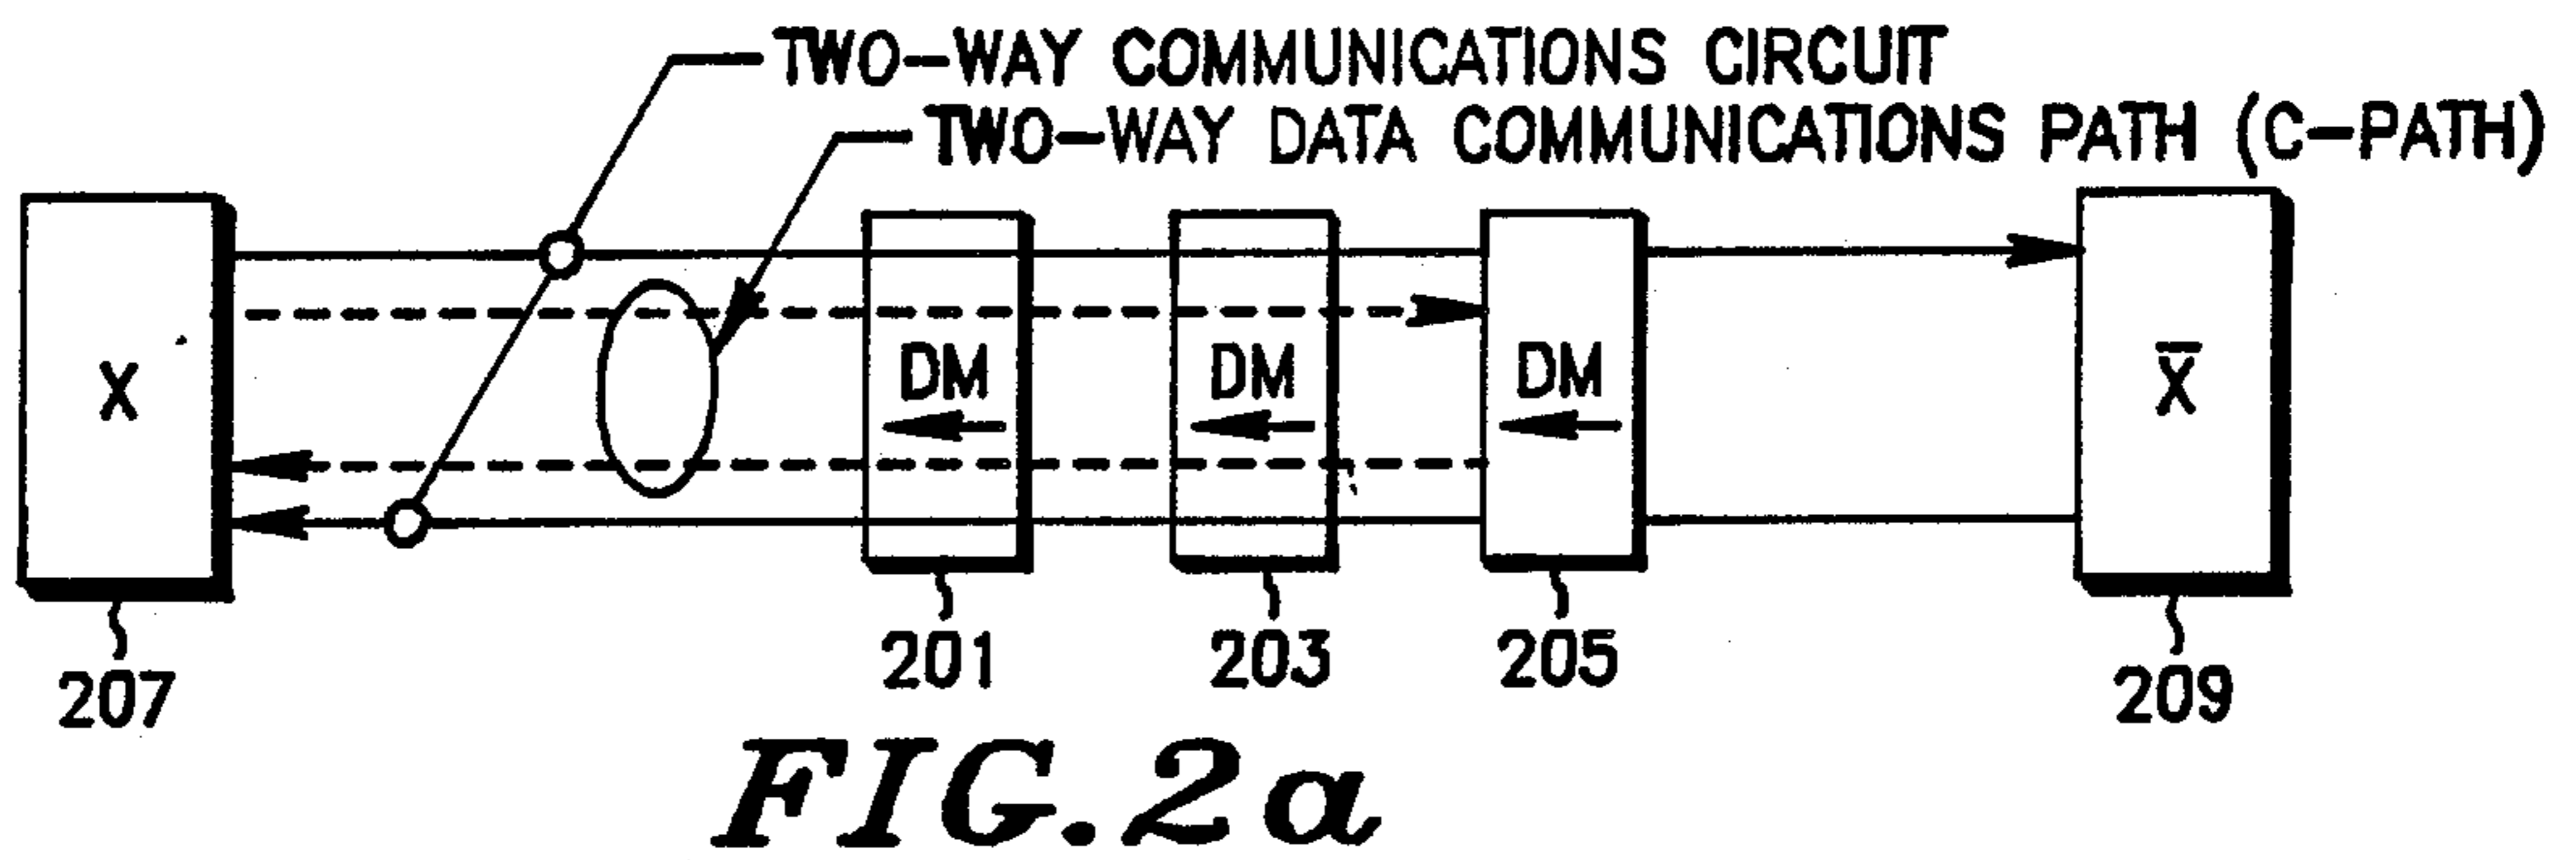 TWO-WAY COMMUNICATIONS CIRCUIT
TWO-WAY DATA COMMUNICATIONS PATH (C-PATH)
X
DM
DM
DM
X̅
201
203
205
207
209
FIG.2a